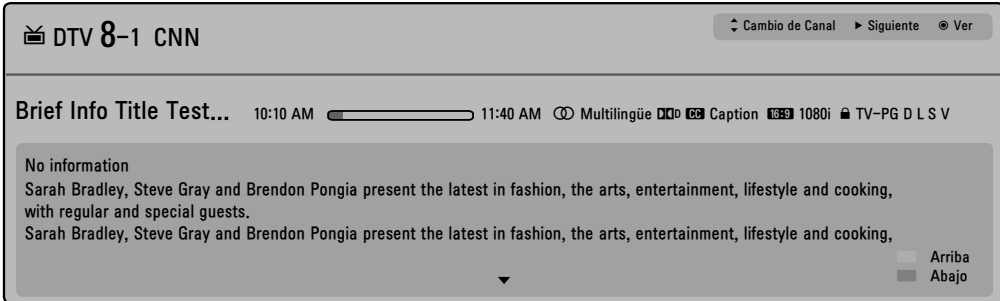 DTV 8-1 CNN
Cambio de Canal Siguiente Ver
Brief Info Title Test... 10:10 AM 11:40 AM Multilingüe DD D CC Caption 16:9 1080i TV-PG D L S V
No information
Sarah Bradley, Steve Gray and Brendon Pongia present the latest in fashion, the arts, entertainment, lifestyle and cooking,
with regular and special guests.
Sarah Bradley, Steve Gray and Brendon Pongia present the latest in fashion, the arts, entertainment, lifestyle and cooking,
Arriba
Abajo